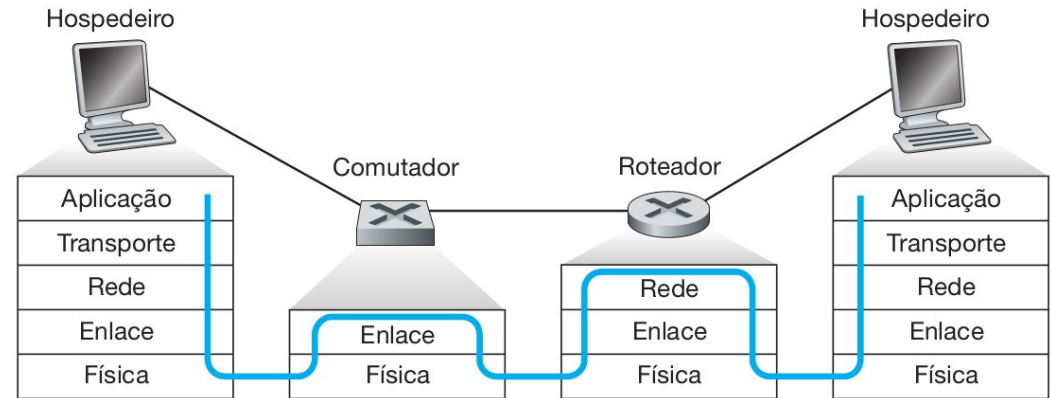 Hospedeiro
Hospedeiro
Comutador
Roteador
Aplicação
Transporte
Rede
Enlace
Física
Enlace
Física
Rede
Enlace
Física
Aplicação
Transporte
Rede
Enlace
Física